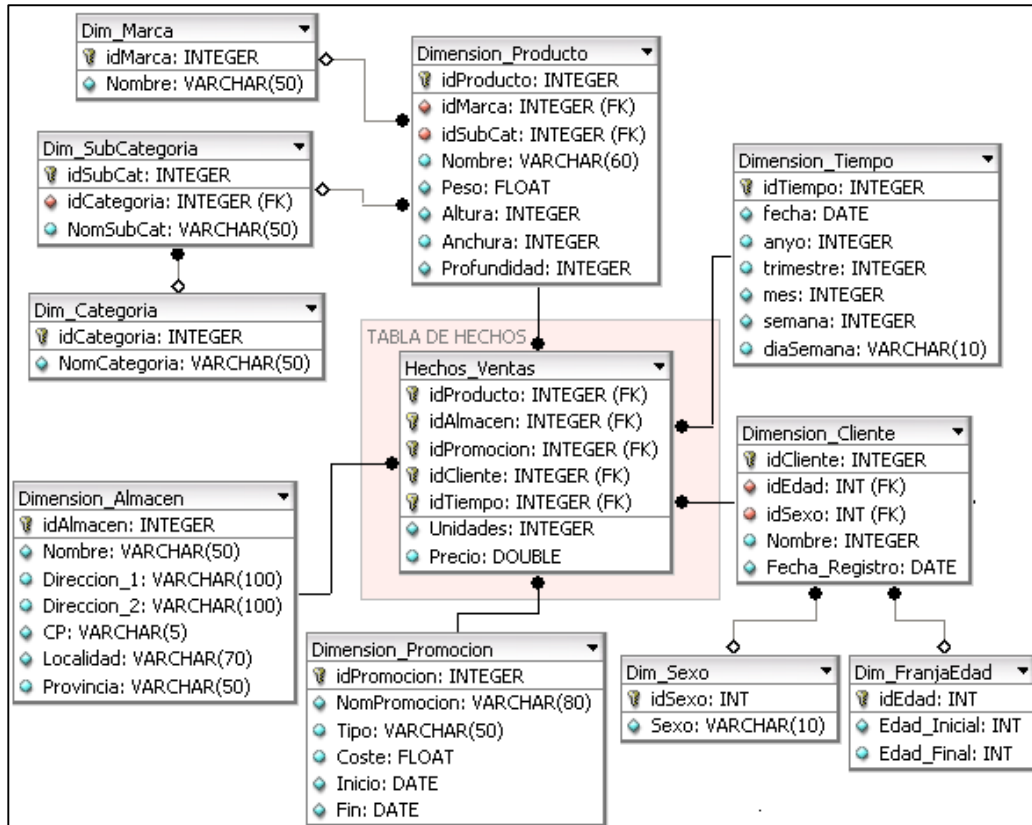 Dim_Marca
idMarca: INTEGER
Nombre: VARCHAR(50)
Dimension_Producto
idProducto: INTEGER
idMarca: INTEGER (FK)
idSubCat: INTEGER (FK)
Nombre: VARCHAR(60)
Peso: FLOAT
Altura: INTEGER
Anchura: INTEGER
Profundidad: INTEGER
Dim_SubCategoria
idSubCat: INTEGER
idCategoria: INTEGER (FK)
NomSubCat: VARCHAR(50)
Dimension_Tiempo
idTiempo: INTEGER
fecha: DATE
anyo: INTEGER
trimestre: INTEGER
mes: INTEGER
semana: INTEGER
diaSemana: VARCHAR(10)
Dim_Categoria
idCategoria: INTEGER
NomCategoria: VARCHAR(50)
TABLA DE HECHOS
Hechos_Ventas
idProducto: INTEGER (FK)
idAlmacen: INTEGER (FK)
idPromocion: INTEGER (FK)
idCliente: INTEGER (FK)
idTiempo: INTEGER (FK)
Unidades: INTEGER
Precio: DOUBLE
Dimension_Cliente
idCliente: INTEGER
idEdad: INT (FK)
idSexo: INT (FK)
Nombre: INTEGER
Fecha_Registro: DATE
Dimension_Almacen
idAlmacen: INTEGER
Nombre: VARCHAR(50)
Direccion_1: VARCHAR(100)
Direccion_2: VARCHAR(100)
CP: VARCHAR(5)
Localidad: VARCHAR(70)
Provincia: VARCHAR(50)
Dimension_Promocion
idPromocion: INTEGER
NomPromocion: VARCHAR(80)
Tipo: VARCHAR(50)
Coste: FLOAT
Inicio: DATE
Fin: DATE
Dim_Sexo
idSexo: INT
Sexo: VARCHAR(10)
Dim_FranjaEdad
idEdad: INT
Edad_Inicial: INT
Edad_Final: INT